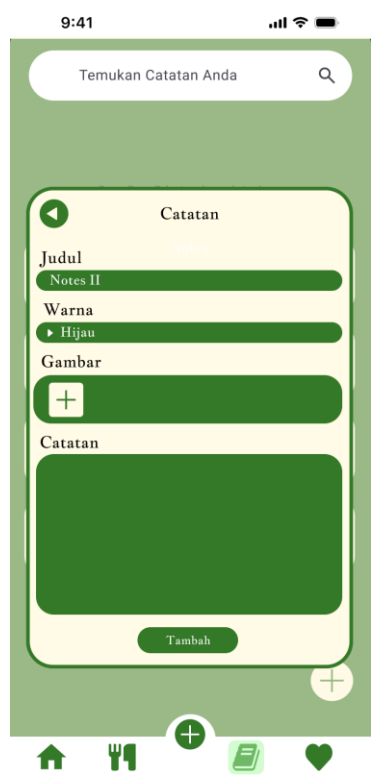 9:41
Temukan Catatan Anda
Catatan
Judul
Notes II
Warna
Hijau
Gambar
Catatan
Tambah